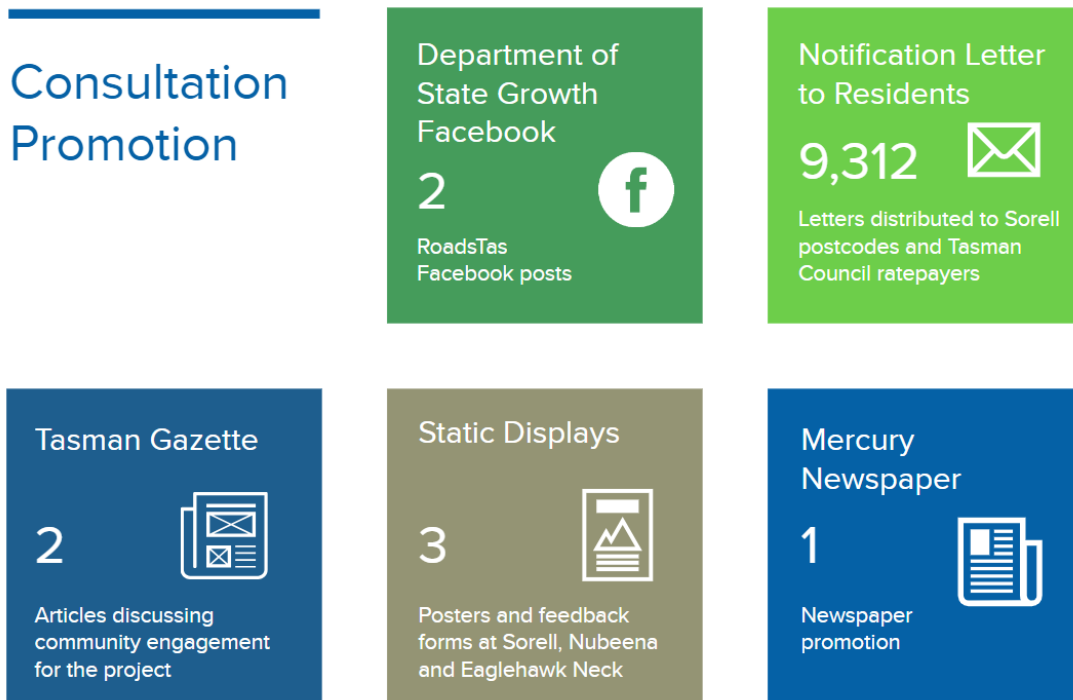 Consultation
Promotion
Department of
State Growth
Facebook
2
RoadsTas
Facebook posts
Notification Letter
to Residents
9,312
Letters distributed to Sorell
postcodes and Tasman
Council ratepayers
Tasman Gazette
2
Articles discussing
community engagement
for the project
Static Displays
3
Posters and feedback
forms at Sorell, Nubeena
and Eaglehawk Neck
Mercury
Newspaper
1
Newspaper
promotion